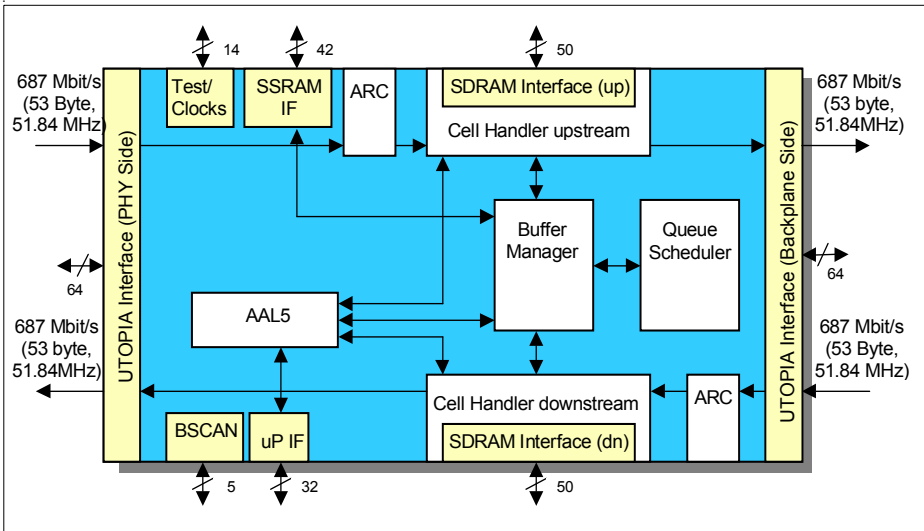 14
42
50
687 Mbit/s
(53 Byte,
51.84 MHz)
Test/
Clocks
SSRAM
IF
ARC
SDRAM Interface (up)
Cell Handler upstream
687 Mbit/s
(53 byte,
51.84MHz)
UTOPIA Interface (PHY Side)
Buffer
Manager
Queue
Scheduler
UTOPIA Interface (Backplane Side)
64
64
AAL5
687 Mbit/s
(53 byte,
51.84MHz)
687 Mbit/s
(53 Byte,
51.84 MHz)
Cell Handler downstream
ARC
BSCAN
uP IF
SDRAM Interface (dn)
5
32
50